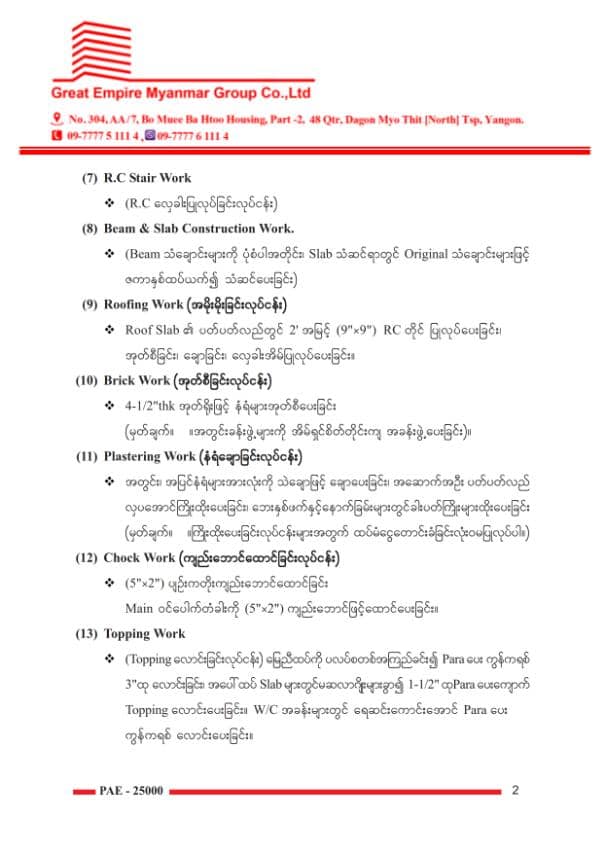 Great Empire Myanmar Group Co.,Ltd
No. 304, AA/7, Bo Muee Ba Htoo Housing, Part -2, 48 Qtr, Dagon Myo Thit [North] Tsp, Yangon.
09-7777 5 111 4 , 09-7777 6 111 4
(7) R.C Stair Work
❖ (R.C လှေခါးပြုလုပ်ခြင်းလုပ်ငန်း)
(8) Beam & Slab Construction Work.
❖ (Beam သံချောင်းများကို ပုံစံပါအတိုင်း၊ Slab သံဆင်ရာတွင် Original သံချောင်းများဖြင့်
ဇကာနှစ်ထပ်ယက်၍ သံဆင်ပေးခြင်း)
(9) Roofing Work (အမိုးမိုးခြင်းလုပ်ငန်း)
❖ Roof Slab ၏ ပတ်ပတ်လည်တွင် 2' အမြင့် (9"×9") RC တိုင် ပြုလုပ်ပေးခြင်း၊
အုတ်စီခြင်း၊ ချောခြင်း၊ လှေခါးအိမ်ပြုလုပ်ပေးခြင်း။
(10) Brick Work (အုတ်စီခြင်းလုပ်ငန်း)
❖ 4-1/2"thk အုတ်ရိုးဖြင့် နံရံများအုတ်စီပေးခြင်း
(မှတ်ချက်။ ။အတွင်းခန်းဖွဲ့များကို အိမ်ရှင်စိတ်တိုင်းကျ အခန်းဖွဲ့ပေးခြင်း)။
(11) Plastering Work (နံရံချောခြင်းလုပ်ငန်း)
❖ အတွင်း၊ အပြင်နံရံများအားလုံးကို သဲချောဖြင့် ချောပေးခြင်း၊ အဆောက်အဦး ပတ်ပတ်လည်
လှပအောင်ကြိုးထိုးပေးခြင်း၊ ဘေးနှစ်ဖက်နှင့်နောက်ခြမ်းများတွင်ခါးပတ်ကြိုးများထိုးပေးခြင်း
(မှတ်ချက်။ ။ကြိုးထိုးပေးခြင်းလုပ်ငန်းများအတွက် ထပ်မံငွေတောင်းခံခြင်းလုံးဝမပြုလုပ်ပါ။)
(12) Chock Work (ကျည်းဘောင်ထောင်ခြင်းလုပ်ငန်း)
❖ (5"×2") ပျဉ်းကတိုးကျည်းဘောင်ထောင်ခြင်း
Main ဝင်ပေါက်တံခါးကို (5"×2") ကျည်းဘောင်ဖြင့်ထောင်ပေးခြင်း။
(13) Topping Work
❖ (Topping လောင်းခြင်းလုပ်ငန်း) မြေညီထပ်ကို ပလပ်စတစ်အကြည်ခင်း၍ Para ပေး ကွန်ကရစ်
3"ထု လောင်းခြင်း၊ အပေါ်ထပ် Slab များတွင်မဆလာဂျိုးများခွာ၍ 1-1/2" ထုPara ပေးကျောက်
Topping လောင်းပေးခြင်း။ W/C အခန်းများတွင် ရေဆင်းကောင်းအောင် Para ပေး
ကွန်ကရစ် လောင်းပေးခြင်း။
PAE - 25000 2